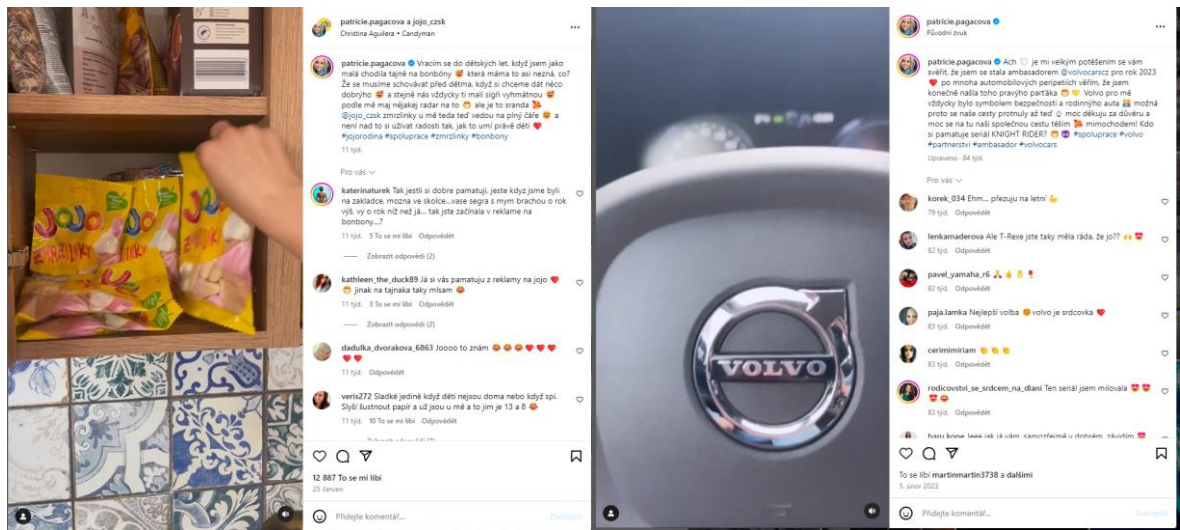 JOJO
JOJO
JOJO
patricie.pagacova a jojo_czsk
Christina Aguilera • Candyman
patricie.pagacova Vracím se do dětských let, když jsem jako
malá chodila tajně na bonbóny 🥰 která máma to asi nezná, co?
Že se musíme schovávat před dětma, když si chceme dát něco
dobrýho 😁 a stejně nás vždycky ti malí sígři vyhmátnou 🥰
podle mě maj nějakej radar na to 😁 ale je to sranda 💃
@jojo_czsk zmrzlinky u mě teda teď vedou na plný čáře 😍 a
není nad to si užívat radosti tak, jak to umí právě děti ❤️
#jojorodina #spoluprace #zmrzlinky #bonbony
11 týd.
Pro vás
katerinaturek Tak jestli si dobre pamatuji, jeste kdyz jsme byli
na zakladce, mozna ve skolce...vase segra s mym brachou o rok
výš, vy o rok níž než já... tak jste začínala v reklame na
bonbony...?
11 týd. 5 To se mi líbí Odpovědět
Zobrazit odpovědi (2)
kathleen_the_duck89 Já si vás pamatuju z reklamy na jojo ❤️
😁 jinak na tajnaka taky mlsam 😂
11 týd. 3 To se mi líbí Odpovědět
Zobrazit odpovědi (2)
dadulka_dvorakova_6863 Joooo to znám 😂😂😂❤️❤️❤️
❤️❤️
11 týd. Odpovědět
veris272 Sladké jedině když děti nejsou doma nebo když spí.
Slyší šustnout papír a už jsou u mě a to jim je 13 a 8 😂
11 týd. 10 To se mi líbí Odpovědět
Zobrazit odpovědi (2)
12 887 To se mi líbí
25 červen
Přidejte komentář...
Zveřejnit
VOLVO
patricie.pagacova
Původní zvuk
patricie.pagacova Ach 🤍 je mi velkým potěšením se vám
svěřit, že jsem se stala ambasadorem @volvocarscz pro rok 2023
❤️ po mnoha automobilových peripetiích věřím, že jsem
konečně našla toho pravýho parťáka 😁💛 Volvo pro mě
vždycky bylo symbolem bezpečnosti a rodinnýho auta 👨‍👩‍👧‍👦 možná
proto se naše cesty protnuly až teď ☺️ moc děkuju za důvěru a
moc se na tu naši společnou cestu těším 💃 mimochodem! Kdo
si pamatuje seriál KNIGHT RIDER? 😁😈 #spoluprace #volvo
#partnerstvi #ambasador #volvocars
Upraveno · 84 týd.
Pro vás
korek_034 Ehm... přezuju na letní 💪
79 týd. Odpovědět
lenkamaderova Ale T-Rexe jste taky měla ráda, že jo?? 🙌😍
82 týd. Odpovědět
pavel_yamaha_r6 🙏👍👌🌹
82 týd. Odpovědět
paja.lamka Nejlepší volba 😍 volvo je srdcovka ❤️
83 týd. Odpovědět
cerimimiriam 👏👏👏
83 týd. Odpovědět
rodicovstvi_se_srdcem_na_dlani Ten seriál jsem milovala 😍😍
😍😂
83 týd. Odpovědět
To se líbí martinmartin3738 a dalšími
5. únor 2023
Přidejte komentář...
Zveřejnit